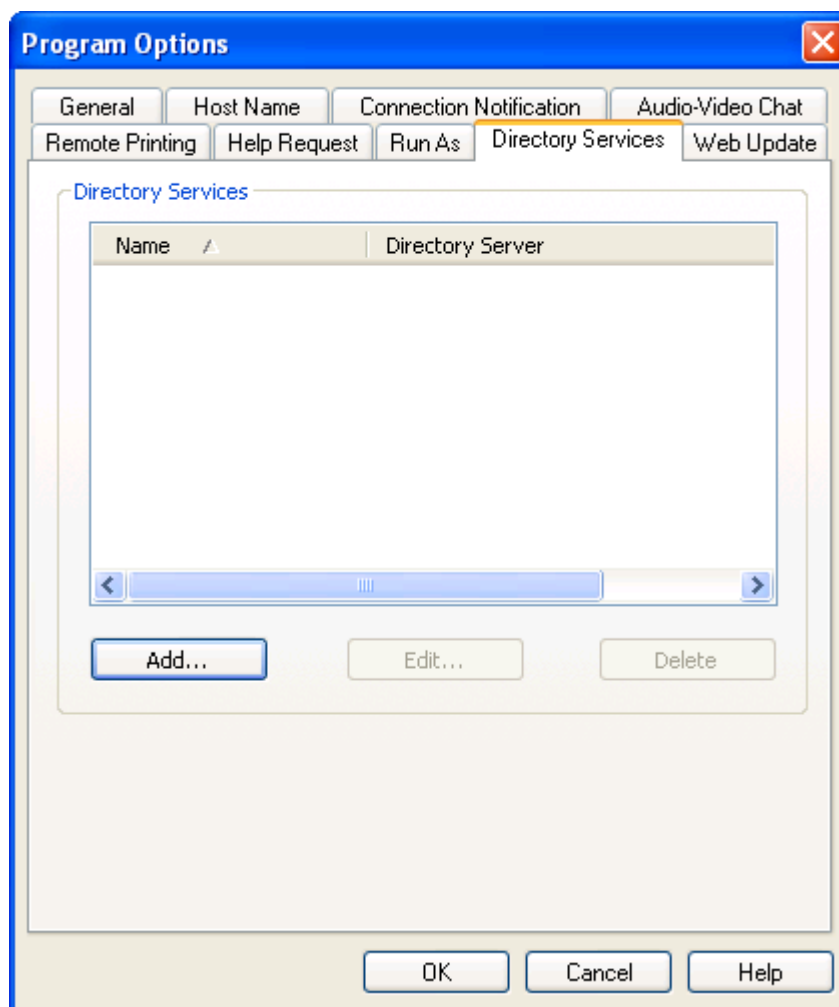 Program Options
General Host Name Connection Notification Audio-Video Chat
Remote Printing Help Request Run As Directory Services Web Update
Directory Services
Name Directory Server
Add... Edit... Delete
OK Cancel Help